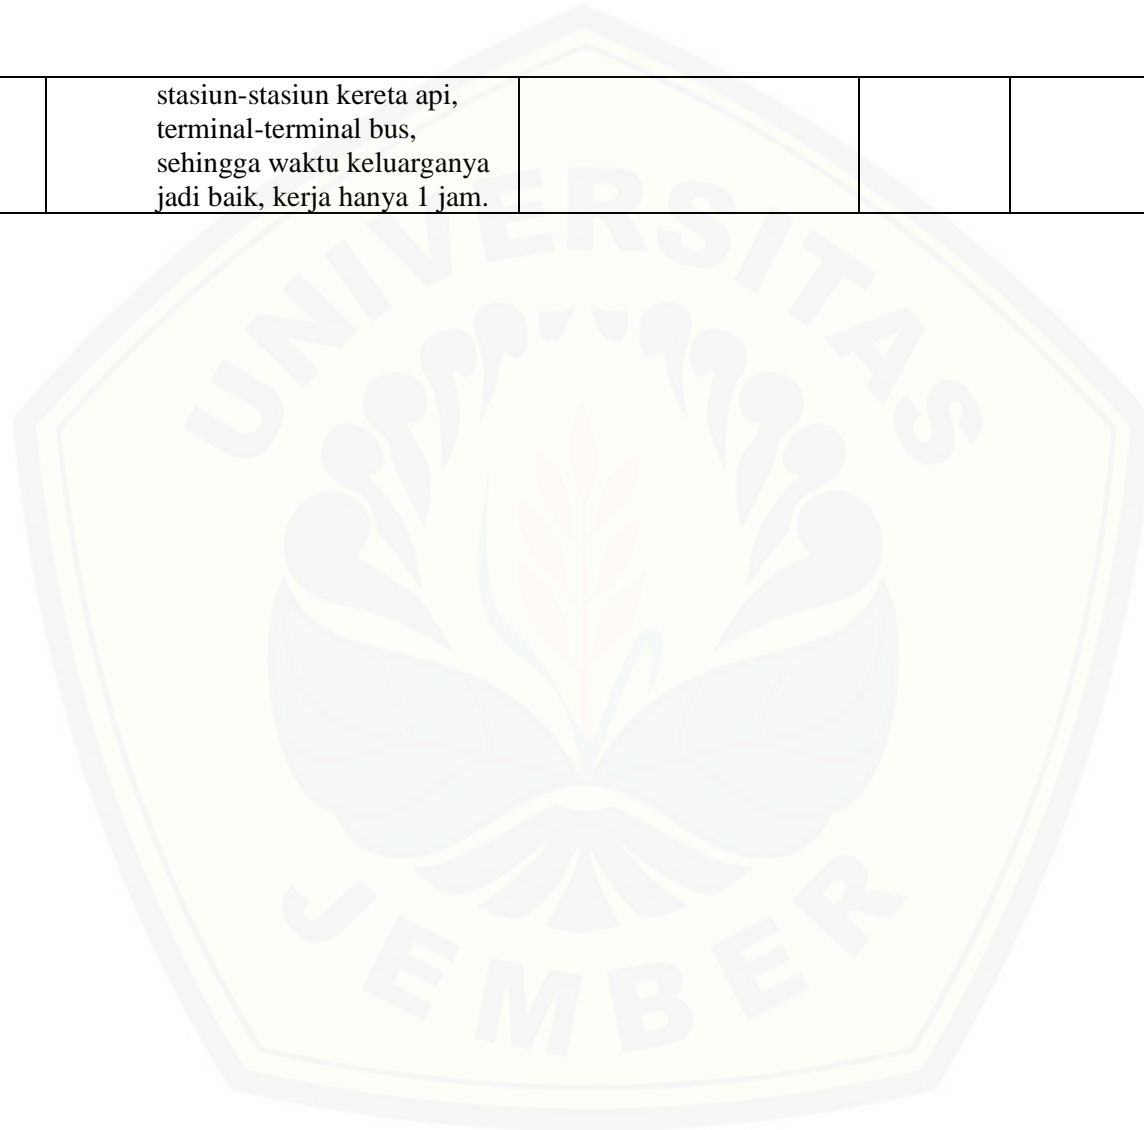 stasiun-stasiun kereta api,
terminal-terminal bus,
sehingga waktu keluarganya
jadi baik, kerja hanya 1 jam.
UNIVERSITAS
JEMBER